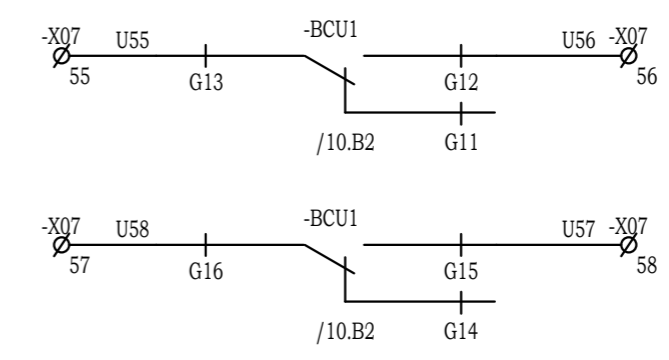 -X07 U55 -BCU1 U56 -X07
55 G13 G12 56
/10.B2 G11
-X07 U58 -BCU1 U57 -X07
57 G16 G15 58
/10.B2 G14